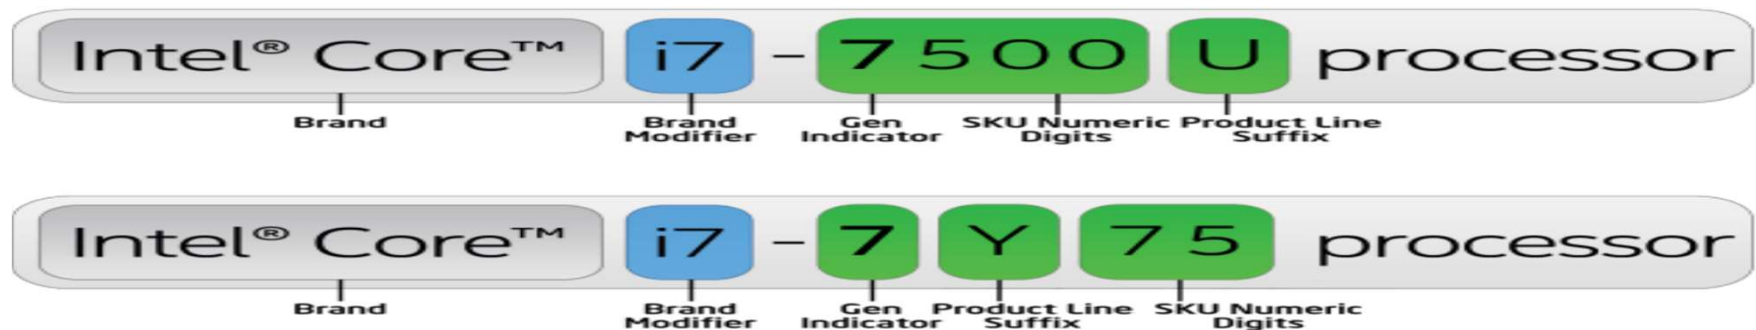 Intel® Core™ i7 - 7500 U processor
Brand Brand Modifier Gen Indicator SKU Numeric Digits Product Line Suffix
Intel® Core™ i7 - 7 Y 75 processor
Brand Brand Modifier Gen Indicator Product Line Suffix SKU Numeric Digits